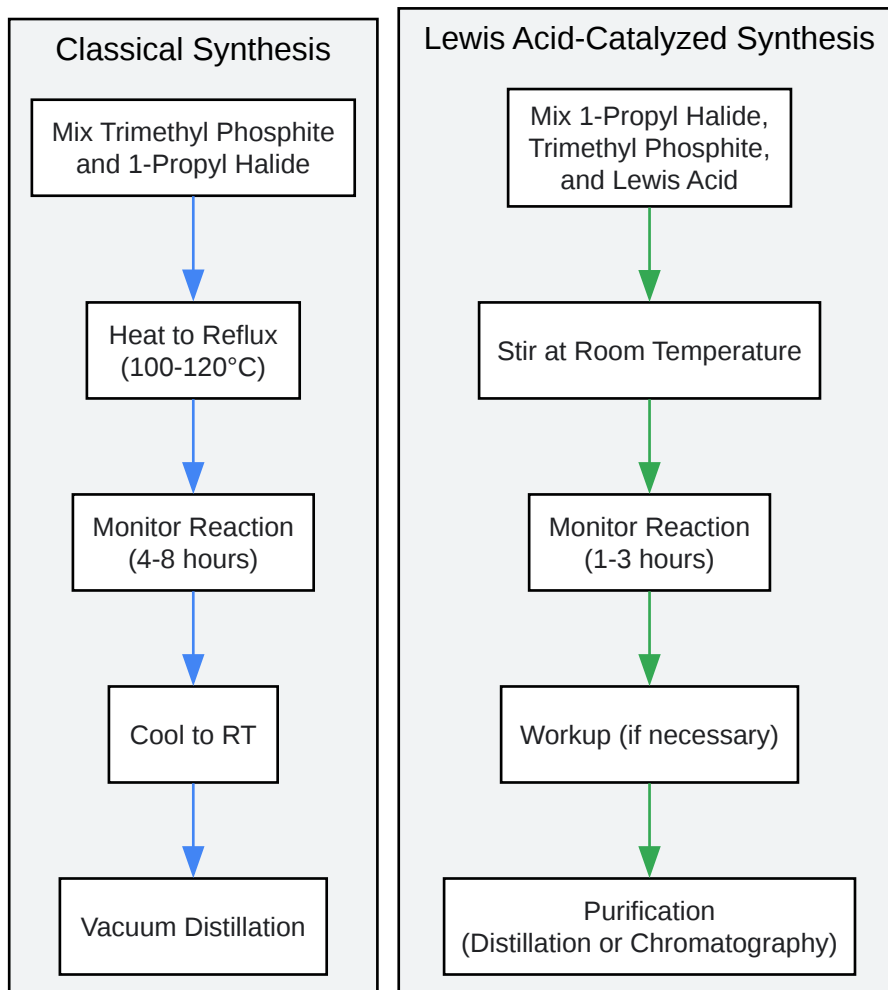 Classical Synthesis
Mix Trimethyl Phosphite
and 1-Propyl Halide
Heat to Reflux
(100-120°C)
Monitor Reaction
(4-8 hours)
Cool to RT
Vacuum Distillation
Lewis Acid-Catalyzed Synthesis
Mix 1-Propyl Halide,
Trimethyl Phosphite,
and Lewis Acid
Stir at Room Temperature
Monitor Reaction
(1-3 hours)
Workup (if necessary)
Purification
(Distillation or Chromatography)